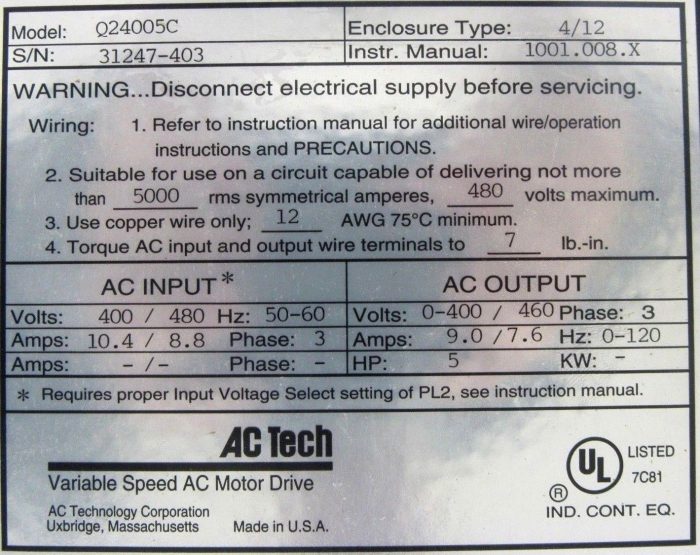 Model: Q24005C Enclosure Type: 4/12
S/N: 31247-403 Instr. Manual: 1001.008.X
WARNING...Disconnect electrical supply before servicing.
Wiring: 1. Refer to instruction manual for additional wire/operation
instructions and PRECAUTIONS.
2. Suitable for use on a circuit capable of delivering not more
than 5000 rms symmetrical amperes, 480 volts maximum.
3. Use copper wire only; 12 AWG 75°C minimum.
4. Torque AC input and output wire terminals to 7 lb.-in.
AC INPUT* AC OUTPUT
Volts: 400 / 480 Hz: 50-60 Volts: 0-400 / 460 Phase: 3
Amps: 10.4 / 8.8 Phase: 3 Amps: 9.0 / 7.6 Hz: 0-120
Amps: - / - Phase: - HP: 5 KW: -
* Requires proper Input Voltage Select setting of PL2, see instruction manual.
AC Tech
Variable Speed AC Motor Drive
AC Technology Corporation
Uxbridge, Massachusetts Made in U.S.A.
UL ® LISTED
7C81
IND. CONT. EQ.